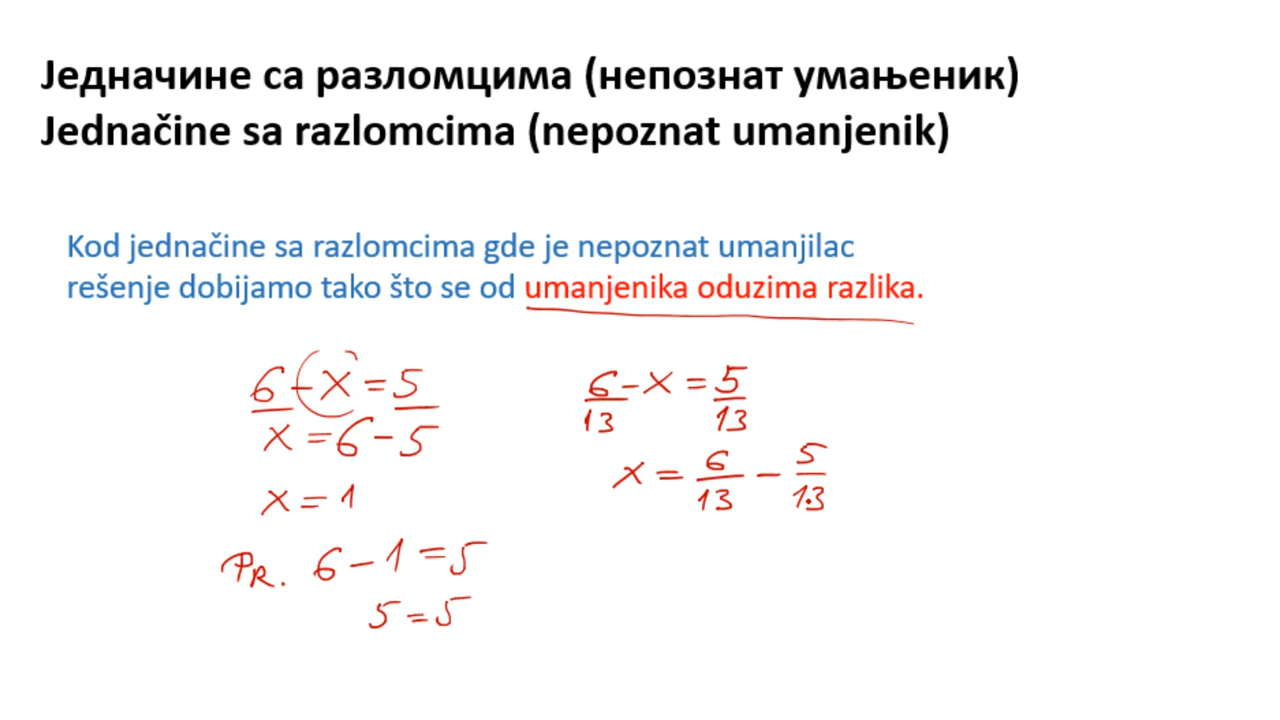 Једначине са разломцима (непознат умањеник)
Jednačine sa razlomcima (nepoznat umanjenik)
Kod jednačine sa razlomcima gde je nepoznat umanjilac
rešenje dobijamo tako što se od umanjenika oduzima razlika.
6 - x = 5
x = 6 - 5
x = 1
Pr. 6 - 1 = 5
5 = 5
6/13 - x = 5/13
x = 6/13 - 5/13